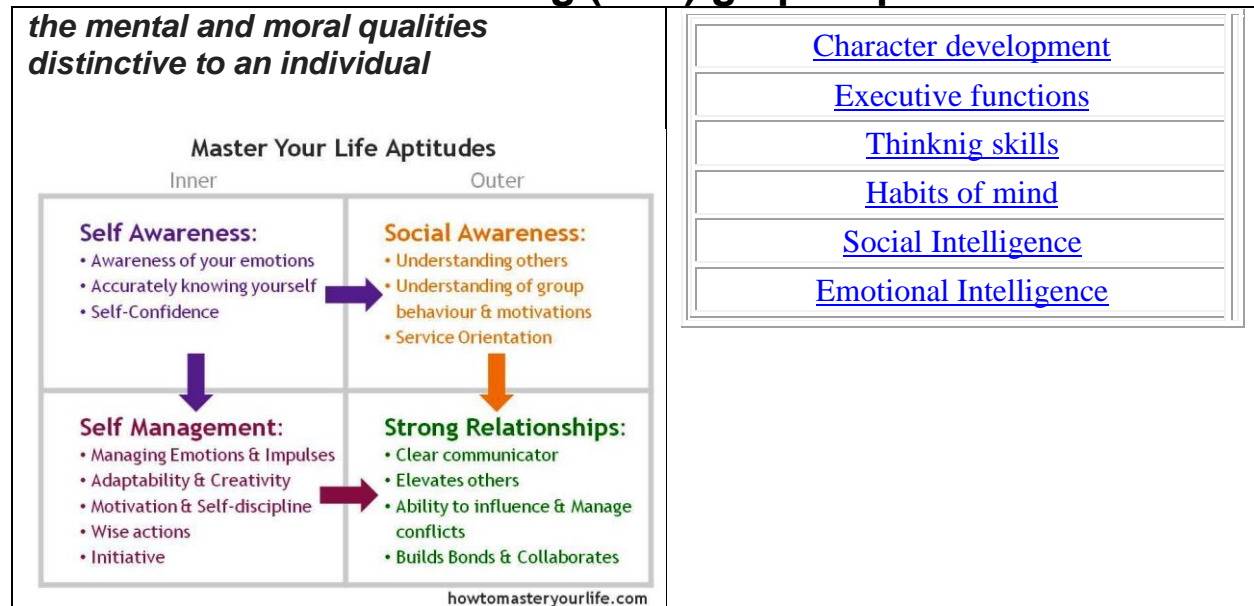 the mental and moral qualities
distinctive to an individual
Master Your Life Aptitudes
Inner
Outer
Self Awareness:
• Awareness of your emotions
• Accurately knowing yourself
• Self-Confidence
Social Awareness:
• Understanding others
• Understanding of group
behaviour & motivations
• Service Orientation
Self Management:
• Managing Emotions & Impulses
• Adaptability & Creativity
• Motivation & Self-discipline
• Wise actions
• Initiative
Strong Relationships:
• Clear communicator
• Elevates others
• Ability to influence & Manage
conflicts
• Builds Bonds & Collaborates
howtomasteryourlife.com
Character development
Executive functions
Thinknig skills
Habits of mind
Social Intelligence
Emotional Intelligence